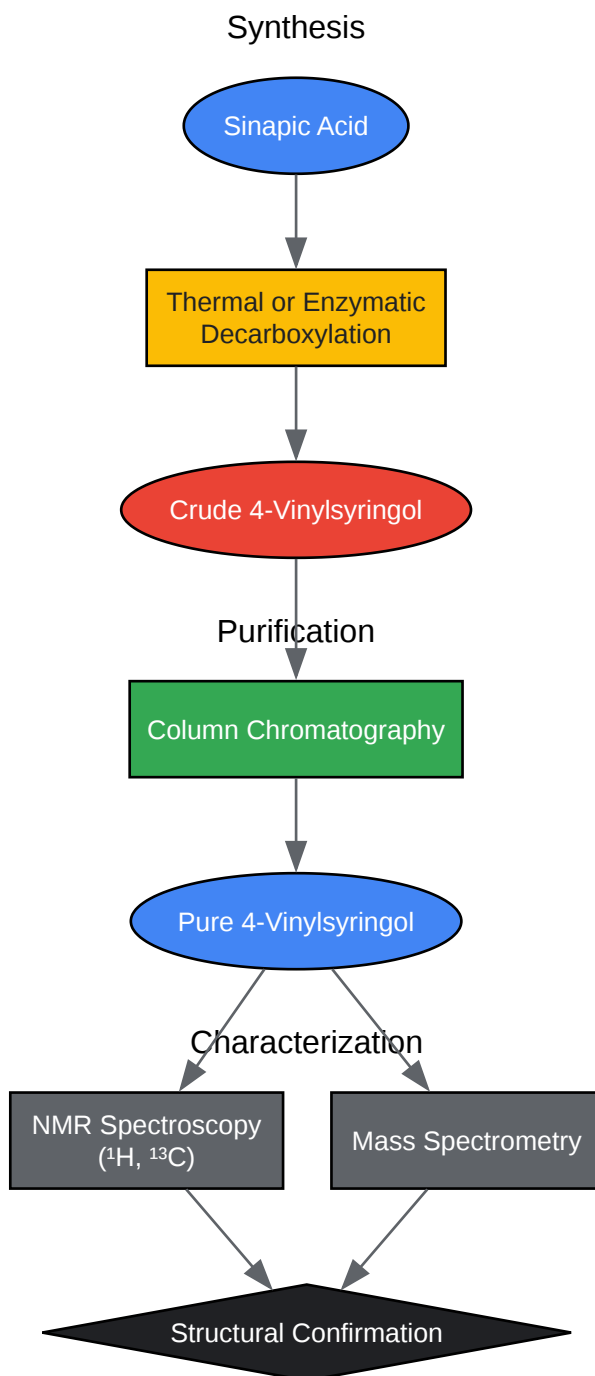 Synthesis
Sinapic Acid
Thermal or Enzymatic
Decarboxylation
Crude 4-Vinylsyringol
Purification
Column Chromatography
Pure 4-Vinylsyringol
Characterization
NMR Spectroscopy
(¹H, ¹³C)
Mass Spectrometry
Structural Confirmation